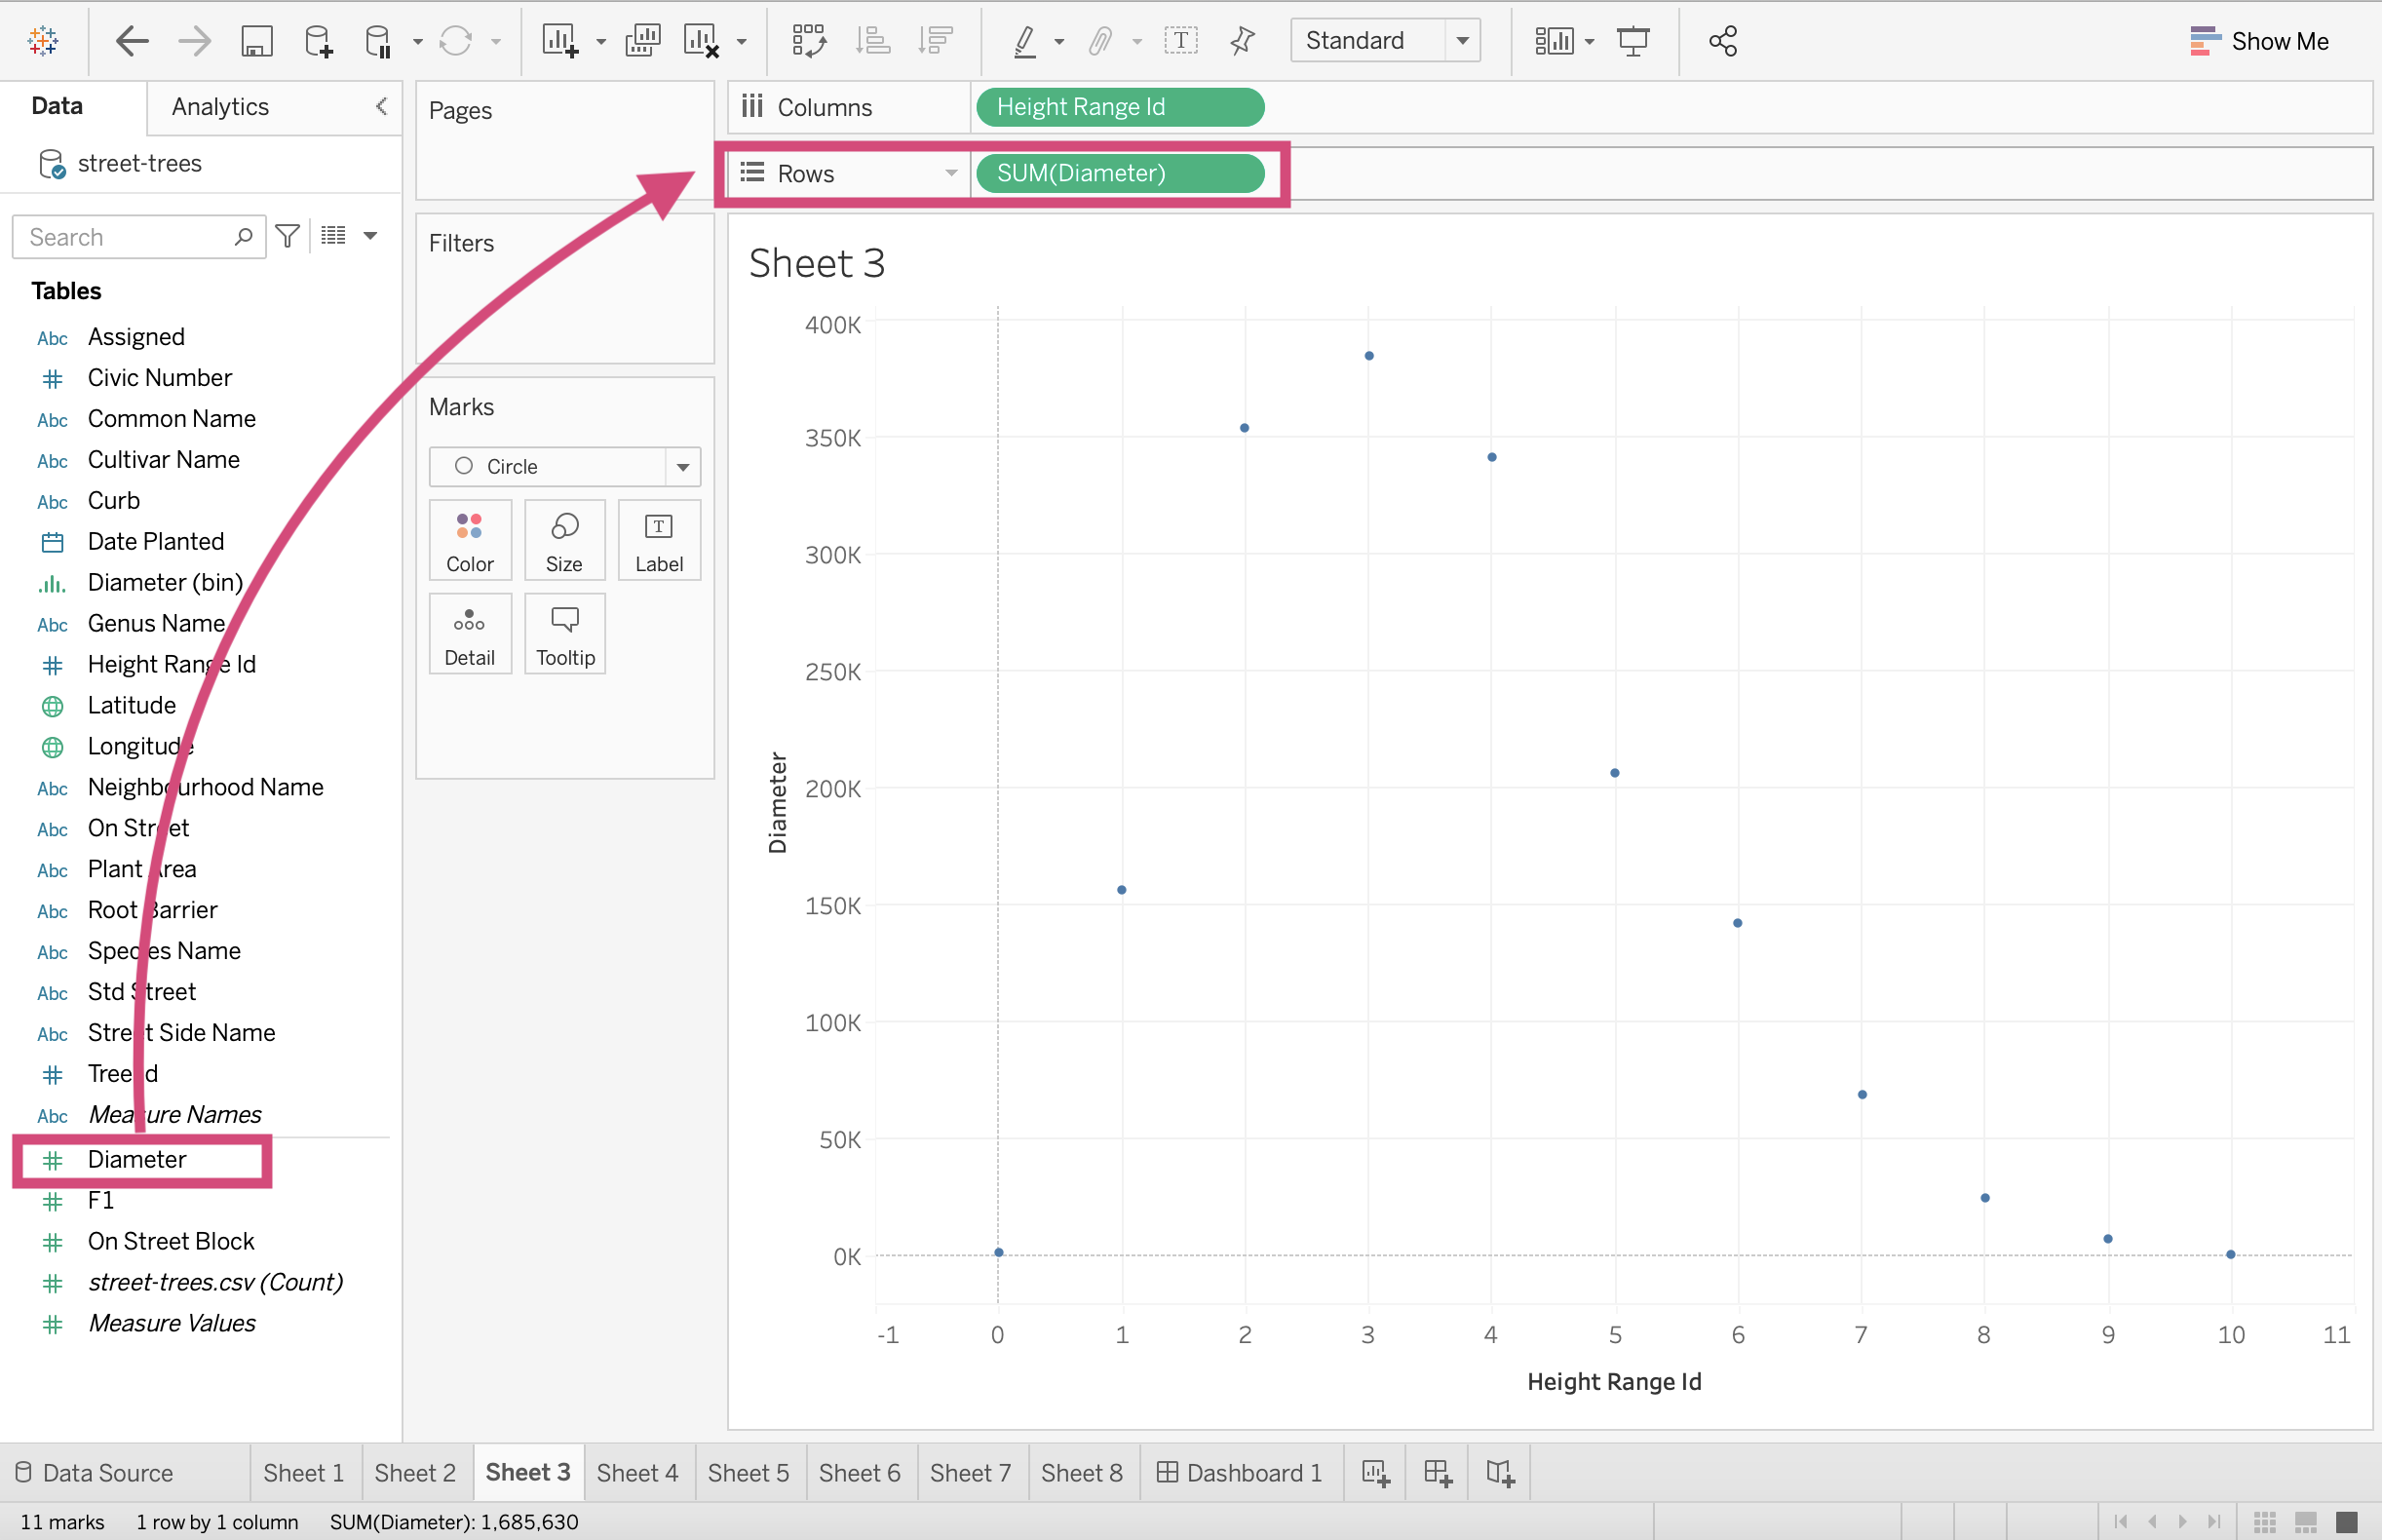 Standard
Show Me
Data
Analytics
street-trees
Search
Tables
Abc Assigned
Civic Number
Abc Common Name
Abc Cultivar Name
Abc Curb
Date Planted
Diameter (bin)
Abc Genus Name
Height Range Id
Latitude
Longitude
Abc Neighbourhood Name
Abc On Street
Abc Plant Area
Abc Root Barrier
Abc Species Name
Abc Std Street
Abc Street Side Name
Tree Id
Abc Measure Names
Diameter
F1
On Street Block
street-trees.csv (Count)
Measure Values
Pages
Filters
Marks
Circle
Color
Size
T
Label
Detail
Tooltip
Columns
Height Range Id
Rows
SUM(Diameter)
Sheet 3
400K
350K
300K
250K
200K
150K
100K
50K
0K
Diameter
-1 0 1 2 3 4 5 6 7 8 9 10 11
Height Range Id
Data Source
Sheet 1
Sheet 2
Sheet 3
Sheet 4
Sheet 5
Sheet 6
Sheet 7
Sheet 8
Dashboard 1
11 marks
1 row by 1 column
SUM(Diameter): 1,685,630